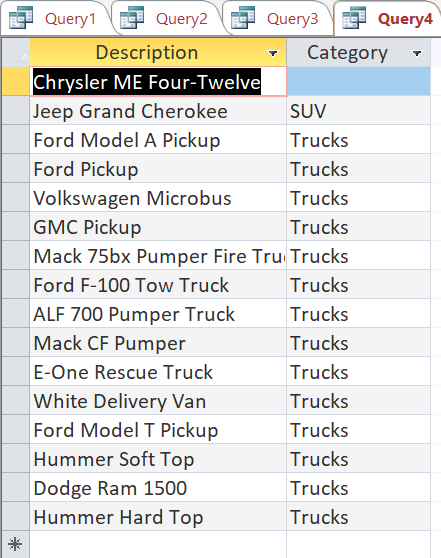 Query1 Query2 Query3 Query4
Description Category
Chrysler ME Four-Twelve
Jeep Grand Cherokee SUV
Ford Model A Pickup Trucks
Ford Pickup Trucks
Volkswagen Microbus Trucks
GMC Pickup Trucks
Mack 75bx Pumper Fire Truc Trucks
Ford F-100 Tow Truck Trucks
ALF 700 Pumper Truck Trucks
Mack CF Pumper Trucks
E-One Rescue Truck Trucks
White Delivery Van Trucks
Ford Model T Pickup Trucks
Hummer Soft Top Trucks
Dodge Ram 1500 Trucks
Hummer Hard Top Trucks